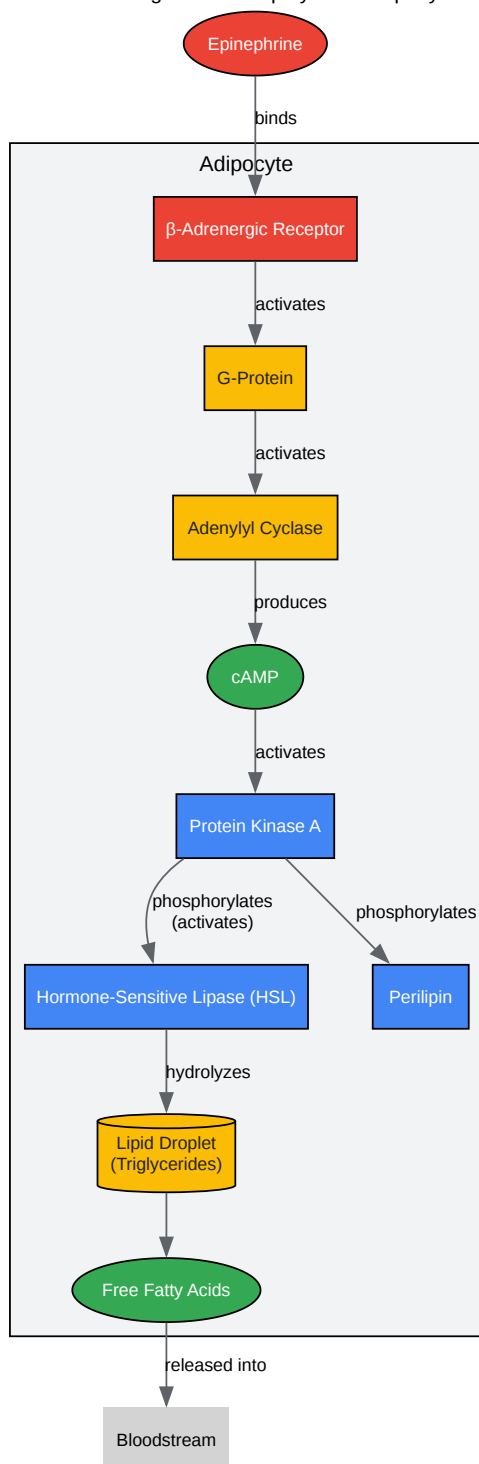 Epinephrine
binds
Adipocyte
β-Adrenergic Receptor
activates
G-Protein
activates
Adenylyl Cyclase
produces
cAMP
activates
Protein Kinase A
phosphorylates
(activates)
phosphorylates
Hormone-Sensitive Lipase (HSL)
Perilipin
hydrolyzes
Lipid Droplet
(Triglycerides)
Free Fatty Acids
released into
Bloodstream